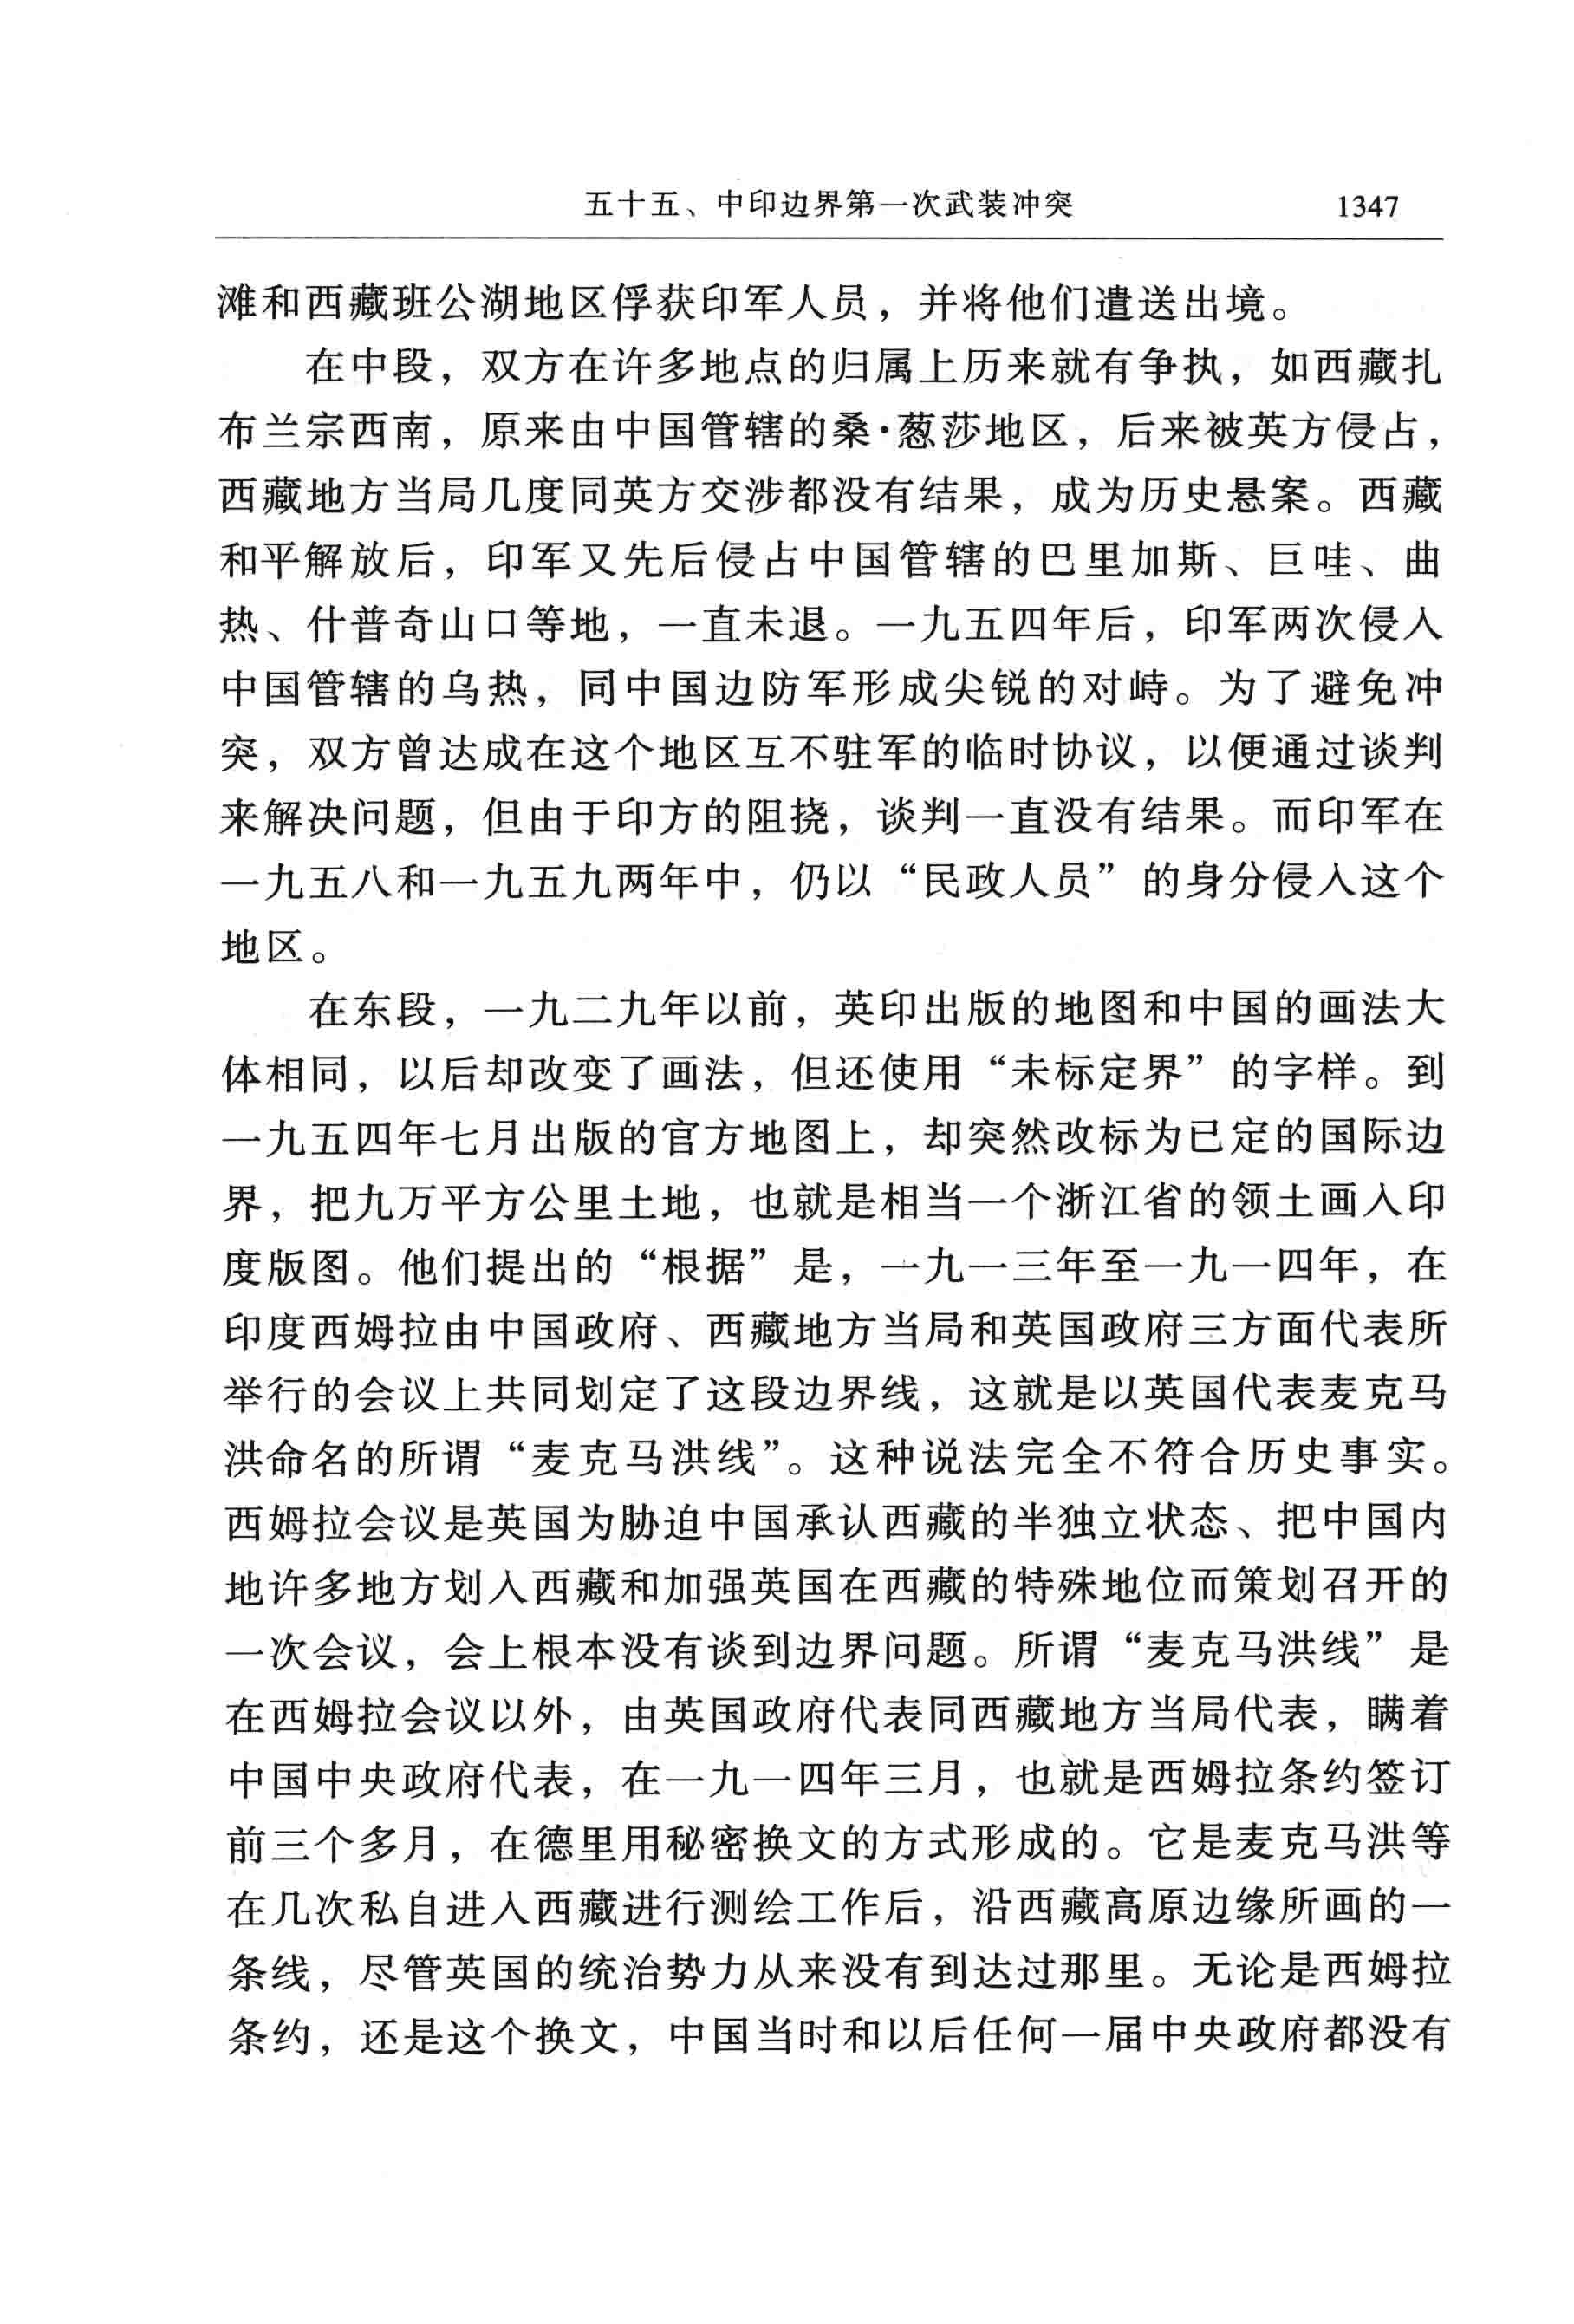 五十五、中印边界第一次武装冲突 1347
滩和西藏班公湖地区俘获印军人员，并将他们遣送出境。
在中段，双方在许多地点的归属上历来就有争执，如西藏扎
布兰宗西南，原来由中国管辖的桑·葱莎地区，后来被英方侵占，
西藏地方当局几度同英方交涉都没有结果，成为历史悬案。西藏
和平解放后，印军又先后侵占中国管辖的巴里加斯、巨哇、曲
热、什普奇山口等地，一直未退。一九五四年后，印军两次侵入
中国管辖的乌热，同中国边防军形成尖锐的对峙。为了避免冲
突，双方曾达成在这个地区互不驻军的临时协议，以便通过谈判
来解决问题，但由于印方的阻挠，谈判一直没有结果。而印军在
一九五八和一九五九两年中，仍以“民政人员”的身分侵入这个
地区。
在东段，一九二九年以前，英印出版的地图和中国的画法大
体相同，以后却改变了画法，但还使用“未标定界”的字样。到
一九五四年七月出版的官方地图上，却突然改标为已定的国际边
界，把九万平方公里土地，也就是相当一个浙江省的领土画入印
度版图。他们提出的“根据”是，一九一三年至一九一四年，在
印度西姆拉由中国政府、西藏地方当局和英国政府三方面代表所
举行的会议上共同划定了这段边界线，这就是以英国代表麦克马
洪命名的所谓“麦克马洪线”。这种说法完全不符合历史事实。
西姆拉会议是英国为胁迫中国承认西藏的半独立状态、把中国内
地许多地方划入西藏和加强英国在西藏的特殊地位而策划召开的
一次会议，会上根本没有谈到边界问题。所谓“麦克马洪线”是
在西姆拉会议以外，由英国政府代表同西藏地方当局代表，瞒着
中国中央政府代表，在一九一四年三月，也就是西姆拉条约签订
前三个多月，在德里用秘密换文的方式形成的。它是麦克马洪等
在几次私自进入西藏进行测绘工作后，沿西藏高原边缘所画的一
条线，尽管英国的统治势力从来没有到达过那里。无论是西姆拉
条约，还是这个换文，中国当时和以后任何一届中央政府都没有